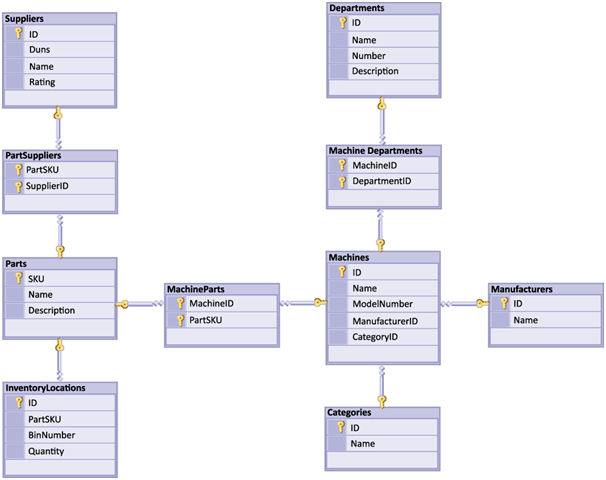 Suppliers
ID
Duns
Name
Rating
Departments
ID
Name
Number
Description
PartSuppliers
PartSKU
SupplierID
Machine Departments
MachineID
DepartmentID
Parts
SKU
Name
Description
MachineParts
MachineID
PartSKU
Machines
ID
Name
ModelNumber
ManufacturerID
CategoryID
Manufacturers
ID
Name
InventoryLocations
ID
PartSKU
BinNumber
Quantity
Categories
ID
Name